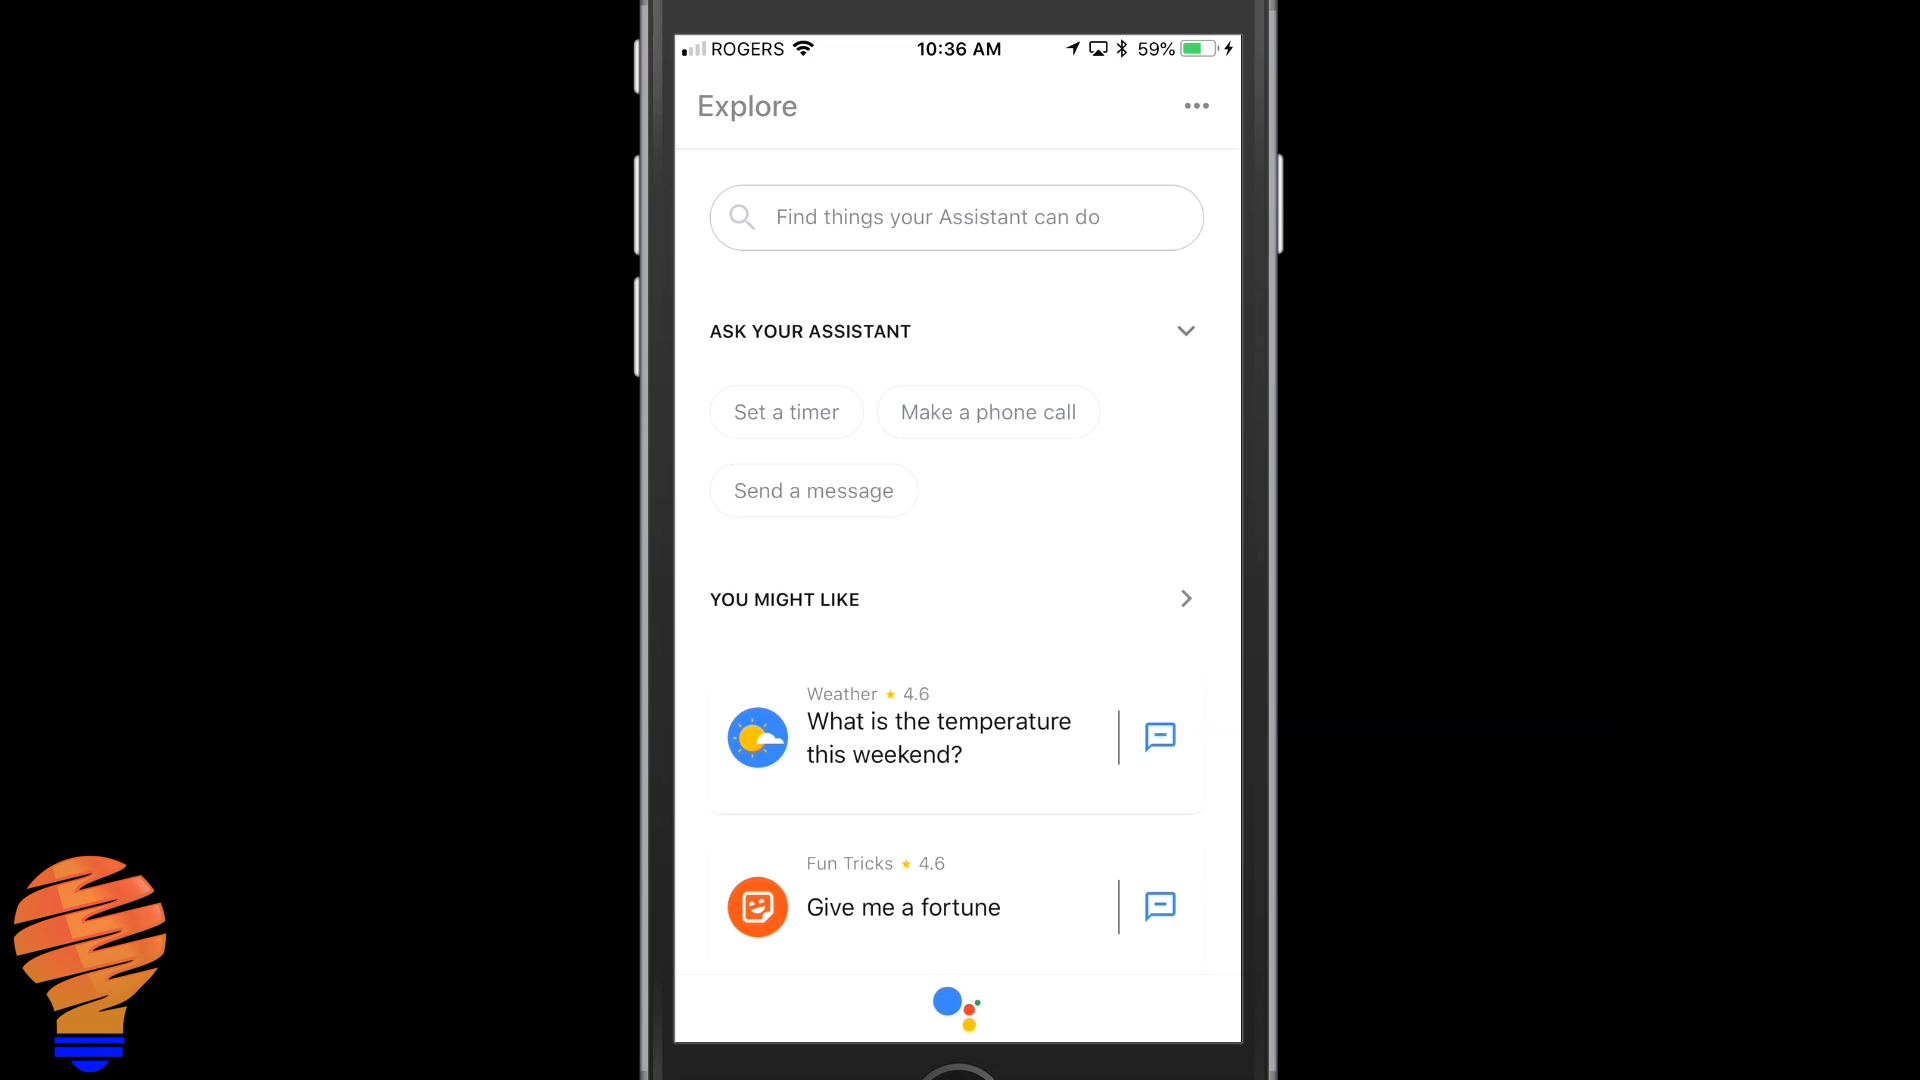 ROGERS 10:36 AM 59%
Explore
Find things your Assistant can do
ASK YOUR ASSISTANT
Set a timer Make a phone call
Send a message
YOU MIGHT LIKE
Weather 4.6
What is the temperature
this weekend?
Fun Tricks 4.6
Give me a fortune